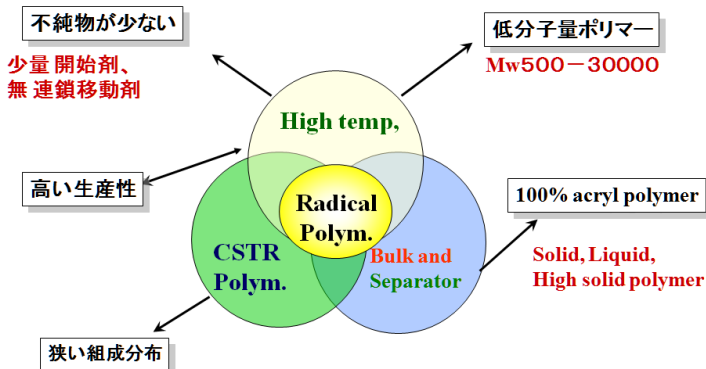 不純物が少ない
少量 開始剤、
無 連鎖移動剤
低分子量ポリマー
Mw500－30000
High temp,
高い生産性
Radical
Polym.
100% acryl polymer
CSTR
Polym.
Bulk and
Separator
Solid, Liquid,
High solid polymer
狭い組成分布